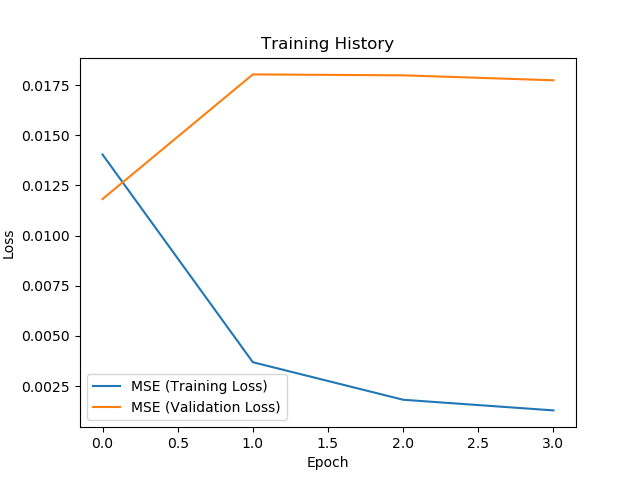 Training History
Loss
0.0175
0.0150
0.0125
0.0100
0.0075
0.0050
0.0025
MSE (Training Loss)
MSE (Validation Loss)
0.0 0.5 1.0 1.5 2.0 2.5 3.0
Epoch